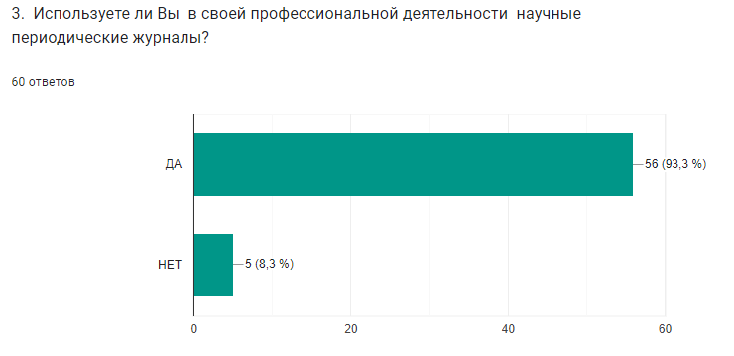 3. Используете ли Вы в своей профессиональной деятельности научные
периодические журналы?
60 ответов
ДА
56 (93,3 %)
НЕТ
5 (8,3 %)
0
20
40
60